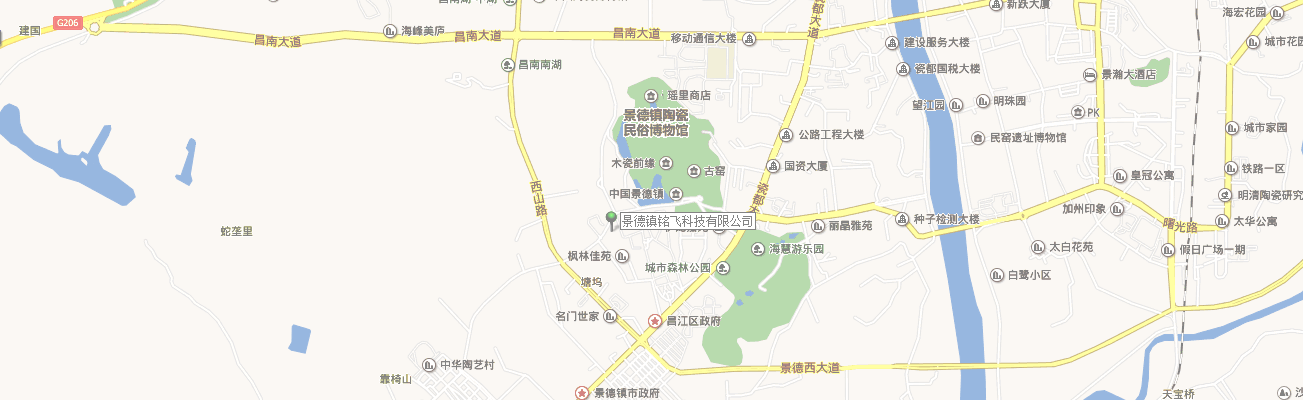 新跃大厦
海宏花园
G206
建国
海峰美庐
昌南大道
昌南大道
昌南大道
移动通信大楼
瓷都大道
建设服务大楼
城市花园
昌南南湖
瓷都国税大楼
景瀚大酒店
瑶里商店
望江园
明珠园
PK
景德镇陶瓷
民俗博物馆
公路工程大楼
民窑遗址博物馆
城市家园
木瓷前缘
古窑
国资大厦
铁路一区
皇冠公寓
西山路
中国景德镇
瓷都大
明清陶瓷研究
加州印象
景德镇铭飞科技有限公司
丽晶雅苑
种子检测大楼
曙光路
太华公寓
蛇垄里
海慧游乐园
太白花苑
假日广场一期
枫林佳苑
城市森林公园
白鹭小区
塘坞
名门世家
昌江区政府
中华陶艺村
景德西大道
靠椅山
景德镇市政府
天宝桥